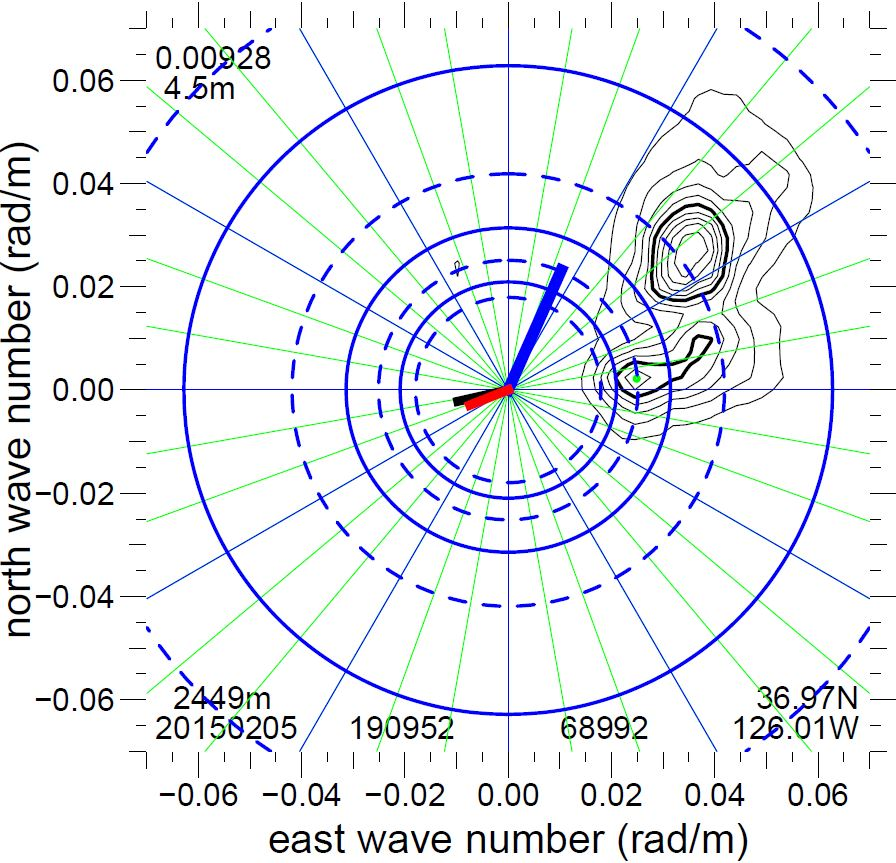 0.00928
4.5m
0.06
0.04
0.02
0.00
−0.02
−0.04
−0.06
north wave number (rad/m)
2449m
36.97N
20150205 190952 68992 126.01W
−0.06 −0.04 −0.02 0.00 0.02 0.04 0.06
east wave number (rad/m)